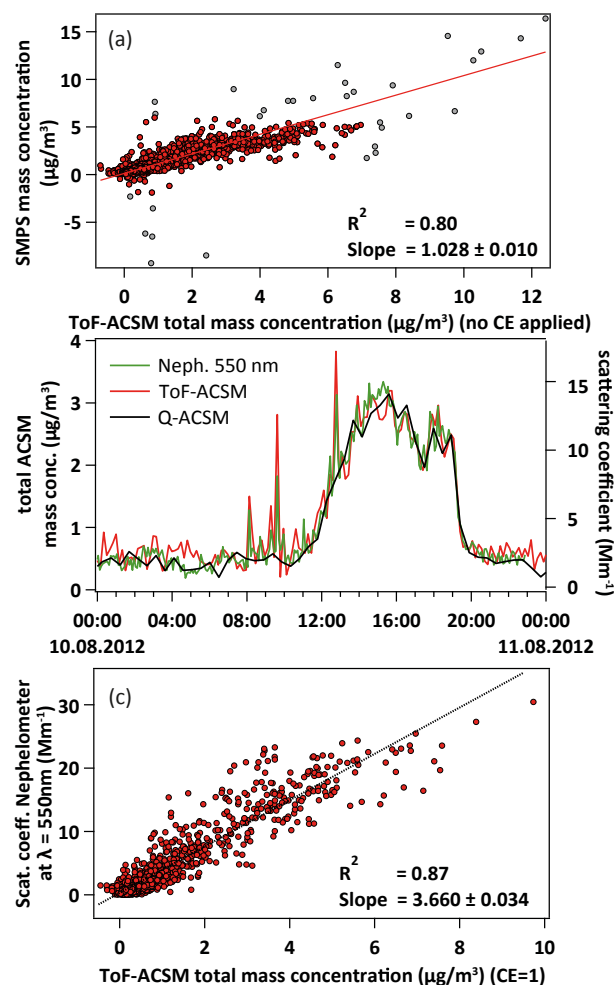 (a)
SMPS mass concentration
(µg/m³)
15
10
5
0
-5
R² = 0.80
Slope = 1.028 ± 0.010
0 2 4 6 8 10 12
ToF-ACSM total mass concentration (µg/m³) (no CE applied)
total ACSM
mass conc. (µg/m³)
4
3
2
1
0
Neph. 550 nm
ToF-ACSM
Q-ACSM
15
10
5
0
scattering
coefficient (Mm⁻¹)
00:00 04:00 08:00 12:00 16:00 20:00 00:00
10.08.2012 11.08.2012
(c)
Scat. coeff. Nephelometer
at λ = 550nm (Mm⁻¹)
30
20
10
0
R² = 0.87
Slope = 3.660 ± 0.034
0 2 4 6 8 10
ToF-ACSM total mass concentration (µg/m³) (CE=1)